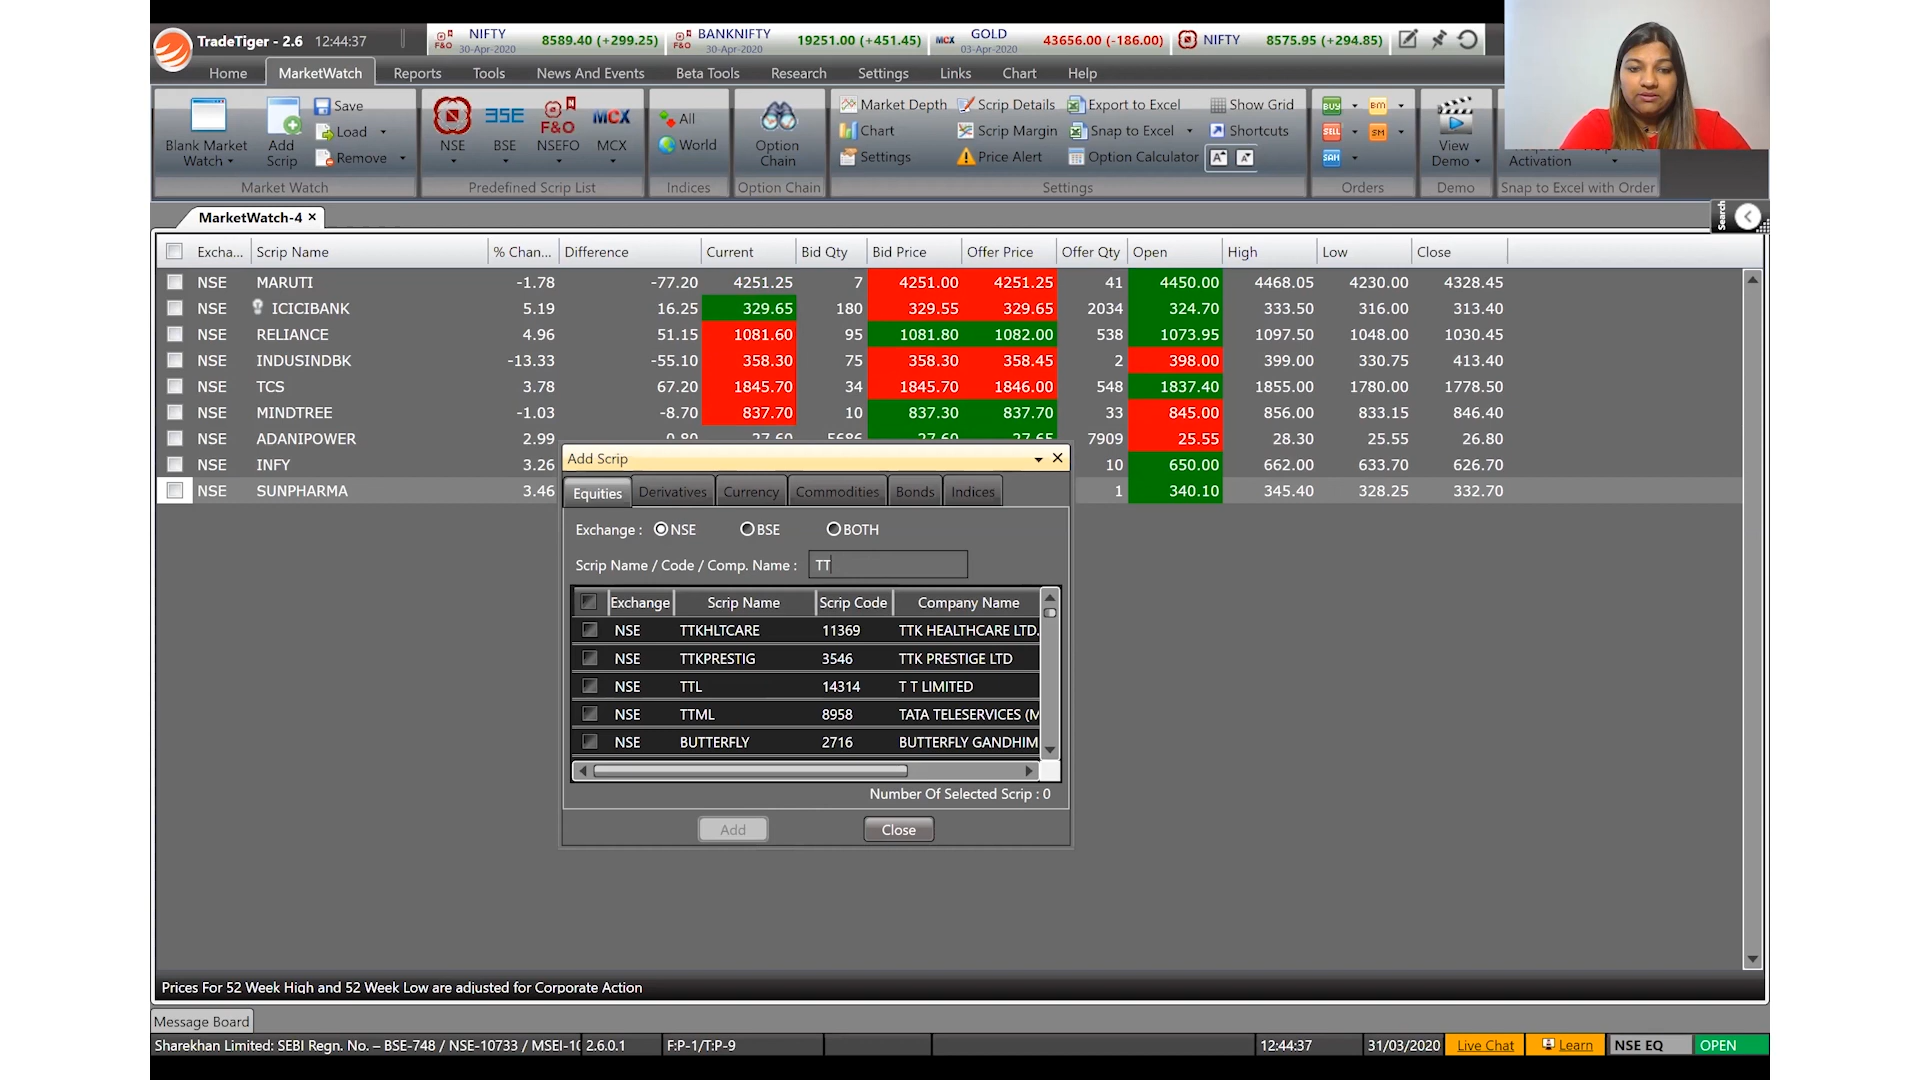 TradeTiger - 2.6 12:44:37
NIFTY 30-Apr-2020 8589.40 (+299.25)
BANKNIFTY 30-Apr-2020 19251.00 (+451.45)
MCX GOLD 03-Apr-2020 43656.00 (-186.00)
NIFTY 8575.95 (+294.85)
Home MarketWatch Reports Tools News And Events Beta Tools Research Settings Links Chart Help
Blank Market Watch Add Scrip Save Load Remove
NSE BSE F&O NSEFO MCX MCX
All World
Option Chain
Market Depth Scrip Details Export to Excel Show Grid
Chart Scrip Margin Snap to Excel Shortcuts
Settings Price Alert Option Calculator
BUY BM SELL SM SAM
View Demo
Activation
Market Watch Predefined Scrip List Indices Option Chain Settings Orders Demo Snap to Excel with Order
MarketWatch-4 ×
Search
Excha... Scrip Name % Chan... Difference Current Bid Qty Bid Price Offer Price Offer Qty Open High Low Close
NSE MARUTI -1.78 -77.20 4251.25 7 4251.00 4251.25 41 4450.00 4468.05 4230.00 4328.45
NSE ICICIBANK 5.19 16.25 329.65 180 329.55 329.65 2034 324.70 333.50 316.00 313.40
NSE RELIANCE 4.96 51.15 1081.60 95 1081.80 1082.00 538 1073.95 1097.50 1048.00 1030.45
NSE INDUSINDBK -13.33 -55.10 358.30 75 358.30 358.45 2 398.00 399.00 330.75 413.40
NSE TCS 3.78 67.20 1845.70 34 1845.70 1846.00 548 1837.40 1855.00 1780.00 1778.50
NSE MINDTREE -1.03 -8.70 837.70 10 837.30 837.70 33 845.00 856.00 833.15 846.40
NSE ADANIPOWER 2.99 0.80 27.60 5686 27.60 27.65 7909 25.55 28.30 25.55 26.80
NSE INFY 3.26 10 650.00 662.00 633.70 626.70
NSE SUNPHARMA 3.46 1 340.10 345.40 328.25 332.70
Add Scrip
Equities Derivatives Currency Commodities Bonds Indices
Exchange : NSE BSE BOTH
Scrip Name / Code / Comp. Name : TT
Exchange Scrip Name Scrip Code Company Name
NSE TTKHLTCARE 11369 TTK HEALTHCARE LTD.
NSE TTKPRESTIG 3546 TTK PRESTIGE LTD
NSE TTL 14314 T T LIMITED
NSE TTML 8958 TATA TELESERVICES (M
NSE BUTTERFLY 2716 BUTTERFLY GANDHIM
Number Of Selected Scrip : 0
Add Close
Prices For 52 Week High and 52 Week Low are adjusted for Corporate Action
Message Board
Sharekhan Limited: SEBI Regn. No. – BSE-748 / NSE-10733 / MSEI-10 2.6.0.1 F:P-1/T:P-9 12:44:37 31/03/2020 Live Chat Learn NSE EQ OPEN